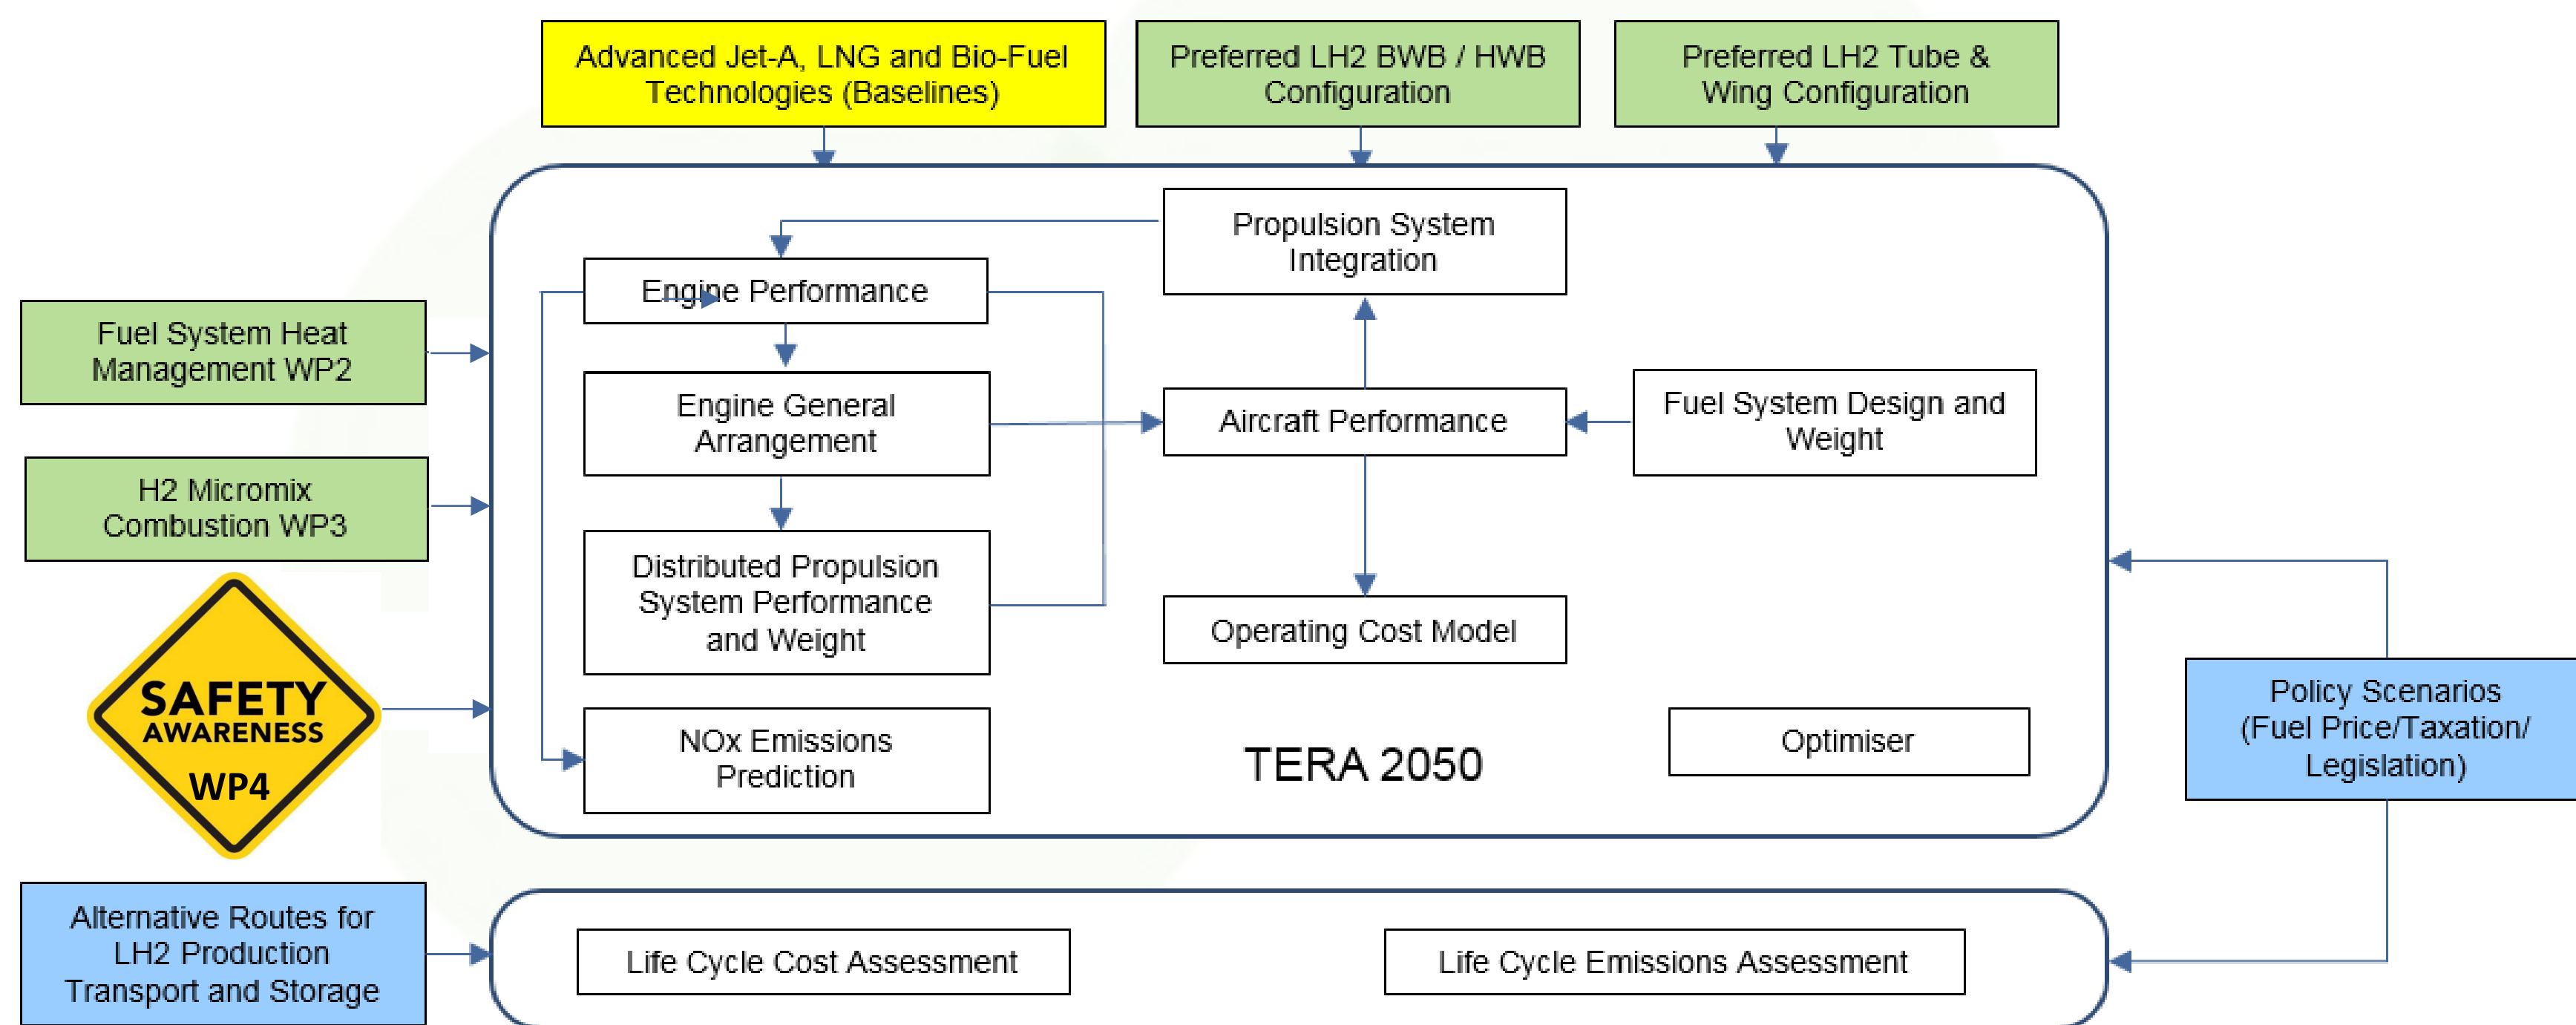 Advanced Jet-A, LNG and Bio-Fuel
Technologies (Baselines)
Preferred LH2 BWB / HWB
Configuration
Preferred LH2 Tube &
Wing Configuration
Propulsion System
Integration
Engine Performance
Fuel System Heat
Management WP2
Engine General
Arrangement
Aircraft Performance
Fuel System Design and
Weight
H2 Micromix
Combustion WP3
Distributed Propulsion
System Performance
and Weight
Operating Cost Model
SAFETY
AWARENESS
WP4
NOx Emissions
Prediction
TERA 2050
Optimiser
Policy Scenarios
(Fuel Price/Taxation/
Legislation)
Alternative Routes for
LH2 Production
Transport and Storage
Life Cycle Cost Assessment
Life Cycle Emissions Assessment